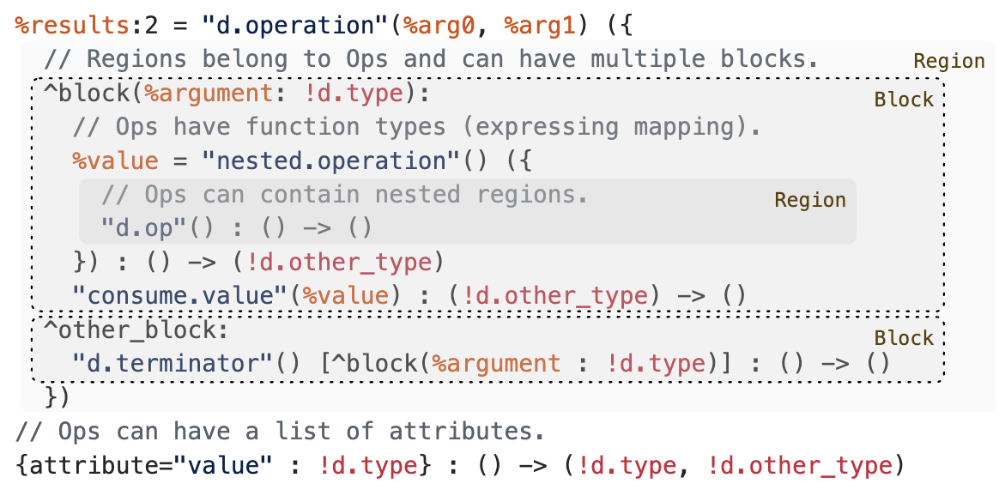 %results:2 = "d.operation"(%arg0, %arg1) ({
// Regions belong to Ops and can have multiple blocks.
Region
^block(%argument: !d.type):
Block
// Ops have function types (expressing mapping).
%value = "nested.operation"() ({
// Ops can contain nested regions.
Region
"d.op"() : () -> ()
}) : () -> (!d.other_type)
"consume.value"(%value) : (!d.other_type) -> ()
^other_block:
Block
"d.terminator"() [^block(%argument : !d.type)] : () -> ()
})
// Ops can have a list of attributes.
{attribute="value" : !d.type} : () -> (!d.type, !d.other_type)